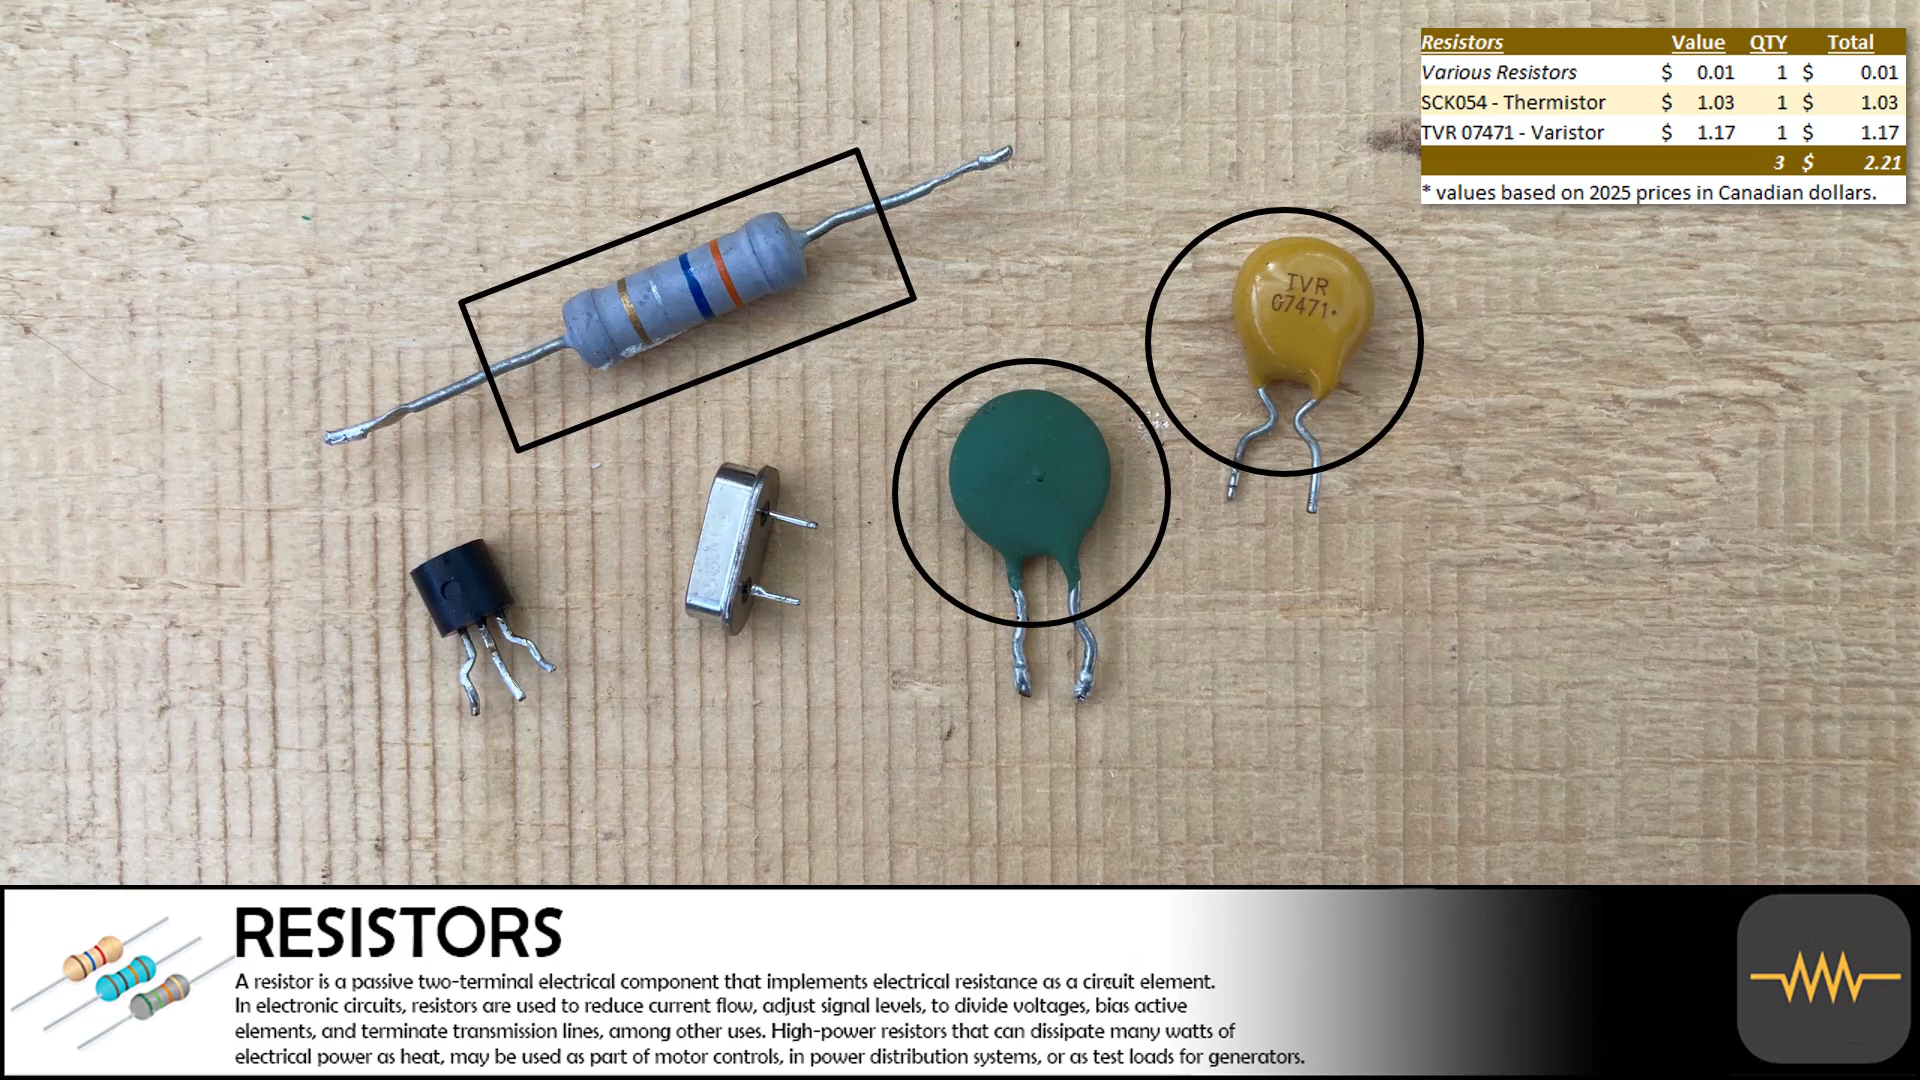 Resistors Value QTY Total
Various Resistors $ 0.01 1 $ 0.01
SCK054 - Thermistor $ 1.03 1 $ 1.03
TVR 07471 - Varistor $ 1.17 1 $ 1.17
3 $ 2.21
* values based on 2025 prices in Canadian dollars.
TVR
07471
RESISTORS
A resistor is a passive two-terminal electrical component that implements electrical resistance as a circuit element.
In electronic circuits, resistors are used to reduce current flow, adjust signal levels, to divide voltages, bias active
elements, and terminate transmission lines, among other uses. High-power resistors that can dissipate many watts of
electrical power as heat, may be used as part of motor controls, in power distribution systems, or as test loads for generators.